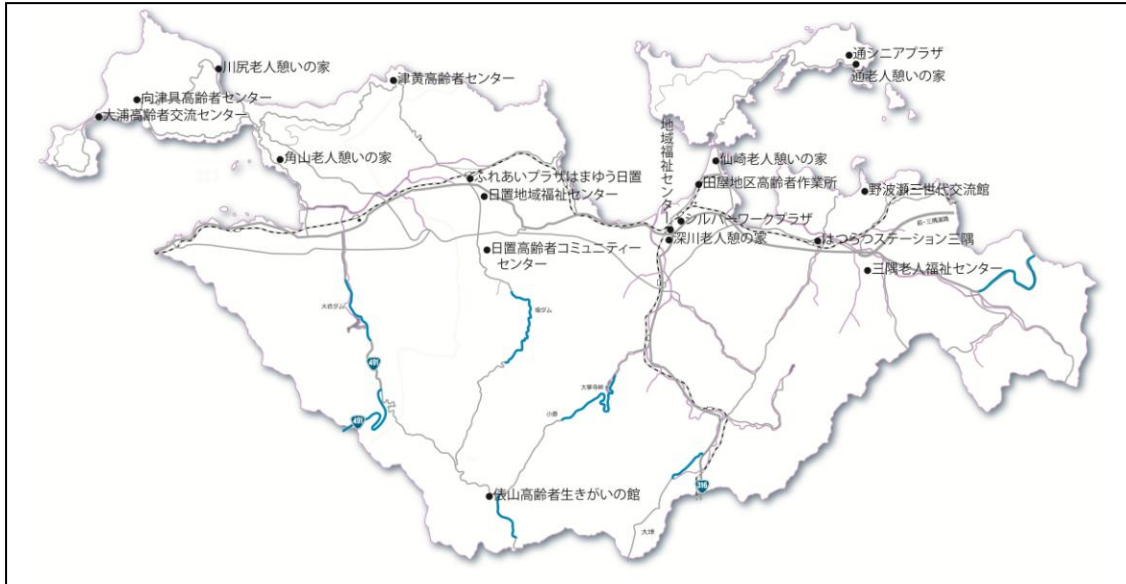 通シニアプラザ
通老人憩いの家
川尻老人憩いの家
津黄高齢者センター
向津具高齢者センター
大浦高齢者交流センター
地域福祉センター
角山老人憩いの家
仙崎老人憩いの家
ふれあいプラザはまゆう日置
田屋地区高齢者作業所
野波瀬三世代交流館
日置地域福祉センター
シルバーワークプラザ
深川老人憩の家
はつらつステーション三隅
日置高齢者コミュニティー
センター
三隅老人福祉センター
491
491
小原
俵山高齢者生きがいの館
316